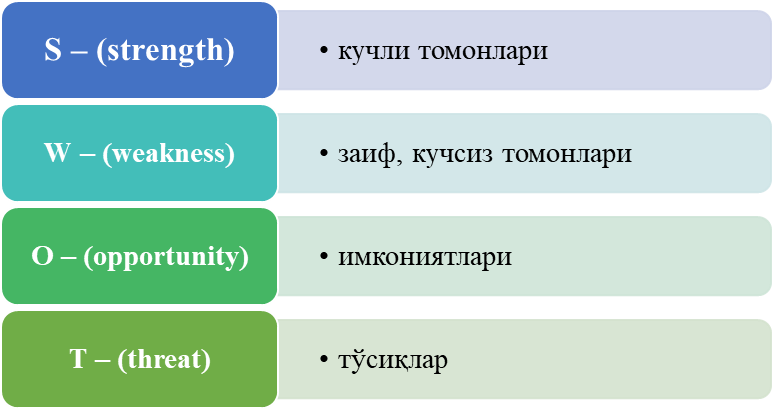 S – (strength)
• кучли томонлари
W – (weakness)
• заиф, кучсиз томонлари
O – (opportunity)
• имкониятлари
T – (threat)
• тўсиқлар